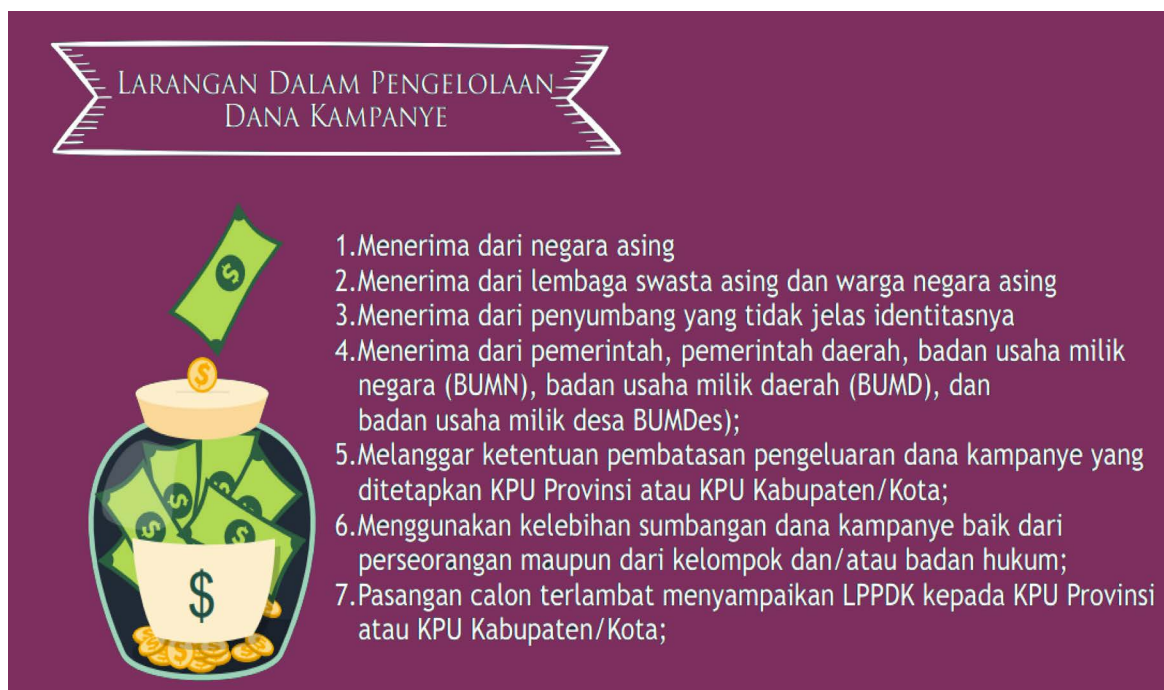 LARANGAN DALAM PENGELOLAAN
DANA KAMPANYE
1.Menerima dari negara asing
2.Menerima dari lembaga swasta asing dan warga negara asing
3.Menerima dari penyumbang yang tidak jelas identitasnya
4.Menerima dari pemerintah, pemerintah daerah, badan usaha milik
negara (BUMN), badan usaha milik daerah (BUMD), dan
badan usaha milik desa BUMDes);
5.Melanggar ketentuan pembatasan pengeluaran dana kampanye yang
ditetapkan KPU Provinsi atau KPU Kabupaten/Kota;
6.Menggunakan kelebihan sumbangan dana kampanye baik dari
perseorangan maupun dari kelompok dan/atau badan hukum;
7.Pasangan calon terlambat menyampaikan LPPDK kepada KPU Provinsi
atau KPU Kabupaten/Kota;
$